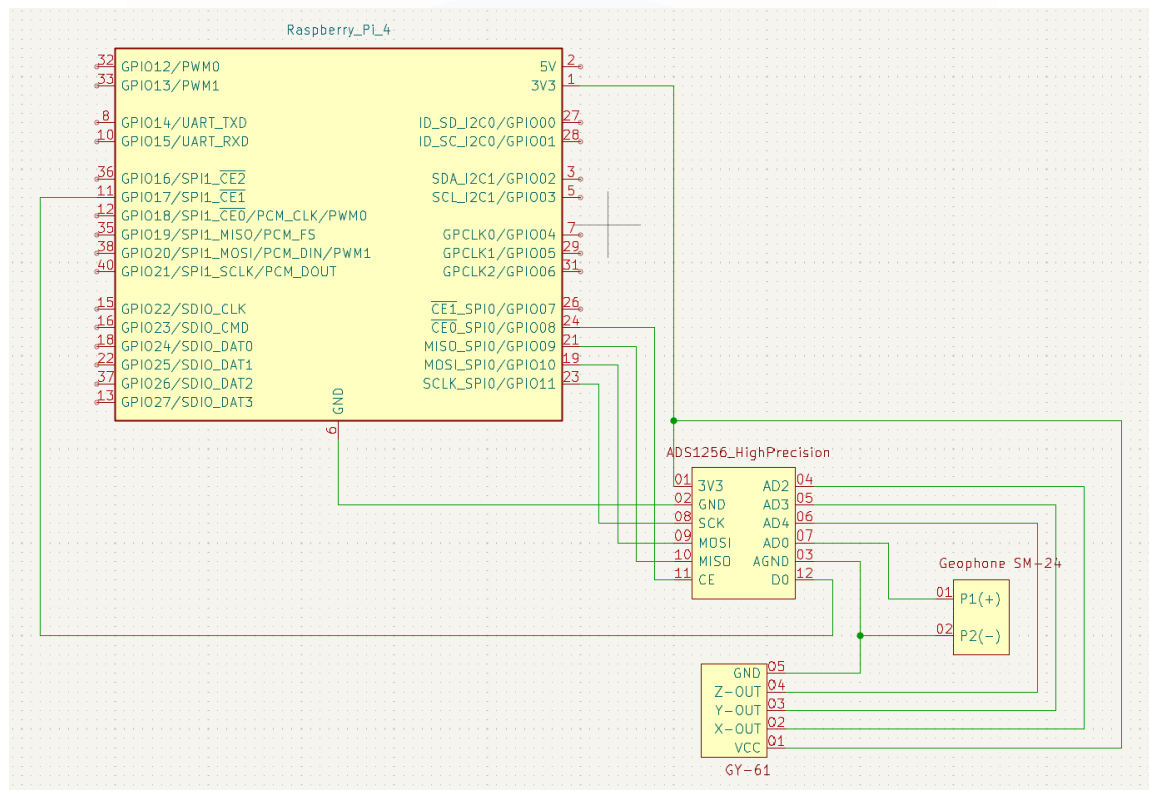 Raspberry_Pi_4
32 GPIO12/PWM0 5V 2
33 GPIO13/PWM1 3V3 1
8 GPIO14/UART_TXD ID_SD_I2C0/GPIO00 27
10 GPIO15/UART_RXD ID_SC_I2C0/GPIO01 28
36 GPIO16/SPI1_CE2 SDA_I2C1/GPIO02 3
11 GPIO17/SPI1_CE1 SCL_I2C1/GPIO03 5
12 GPIO18/SPI1_CE0/PCM_CLK/PWM0
35 GPIO19/SPI1_MISO/PCM_FS GPCLK0/GPIO04 7
38 GPIO20/SPI1_MOSI/PCM_DIN/PWM1 GPCLK1/GPIO05 29
40 GPIO21/SPI1_SCLK/PCM_DOUT GPCLK2/GPIO06 31
15 GPIO22/SDIO_CLK CE1_SPI0/GPIO07 26
16 GPIO23/SDIO_CMD CE0_SPI0/GPIO08 24
18 GPIO24/SDIO_DAT0 MISO_SPI0/GPIO09 21
22 GPIO25/SDIO_DAT1 MOSI_SPI0/GPIO10 19
37 GPIO26/SDIO_DAT2 SCLK_SPI0/GPIO11 23
13 GPIO27/SDIO_DAT3
GND
6
ADS1256_HighPrecision
01 3V3 AD2 04
02 GND AD3 05
08 SCK AD4 06
09 MOSI AD0 07
10 MISO AGND 03
11 CE D0 12
Geophone SM-24
01 P1(+)
02 P2(-)
GND 05
Z-OUT 04
Y-OUT 03
X-OUT 02
VCC 01
GY-61